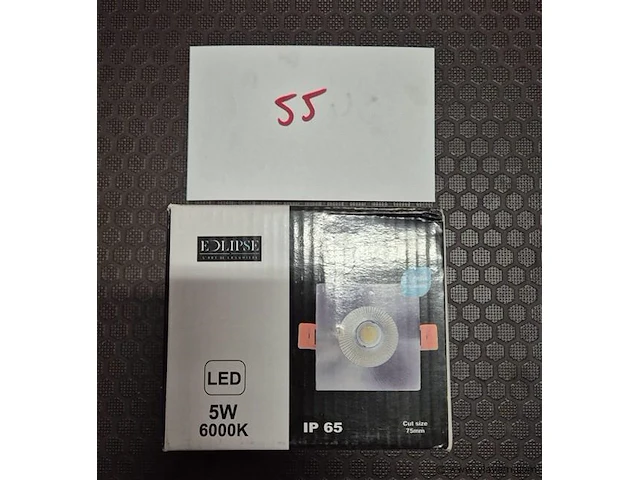 55
ECLIPSE
LED
5W
6000K
IP 65
Cut size
75mm